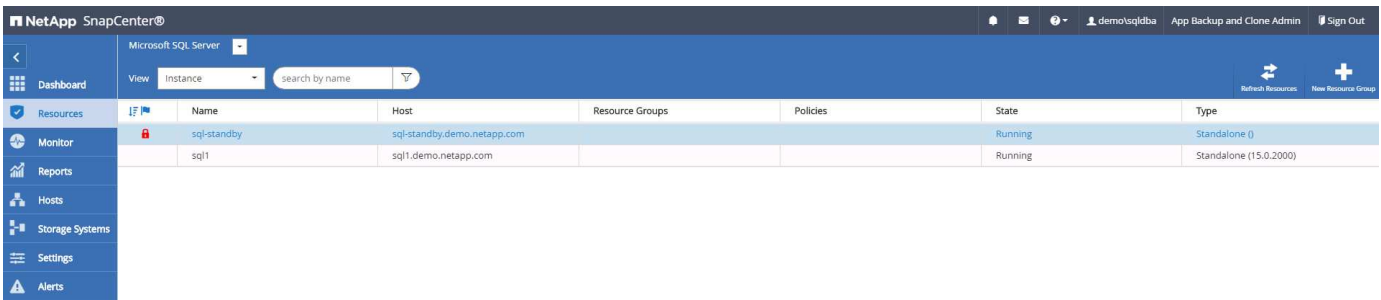 NetApp SnapCenter®
demo\sqldba App Backup and Clone Admin Sign Out
Microsoft SQL Server
View Instance search by name
Refresh Resources New Resource Group
Dashboard
Resources
Monitor
Reports
Hosts
Storage Systems
Settings
Alerts
Name Host Resource Groups Policies State Type
sql-standby sql-standby.demo.netapp.com Running Standalone ()
sql1 sql1.demo.netapp.com Running Standalone (15.0.2000)